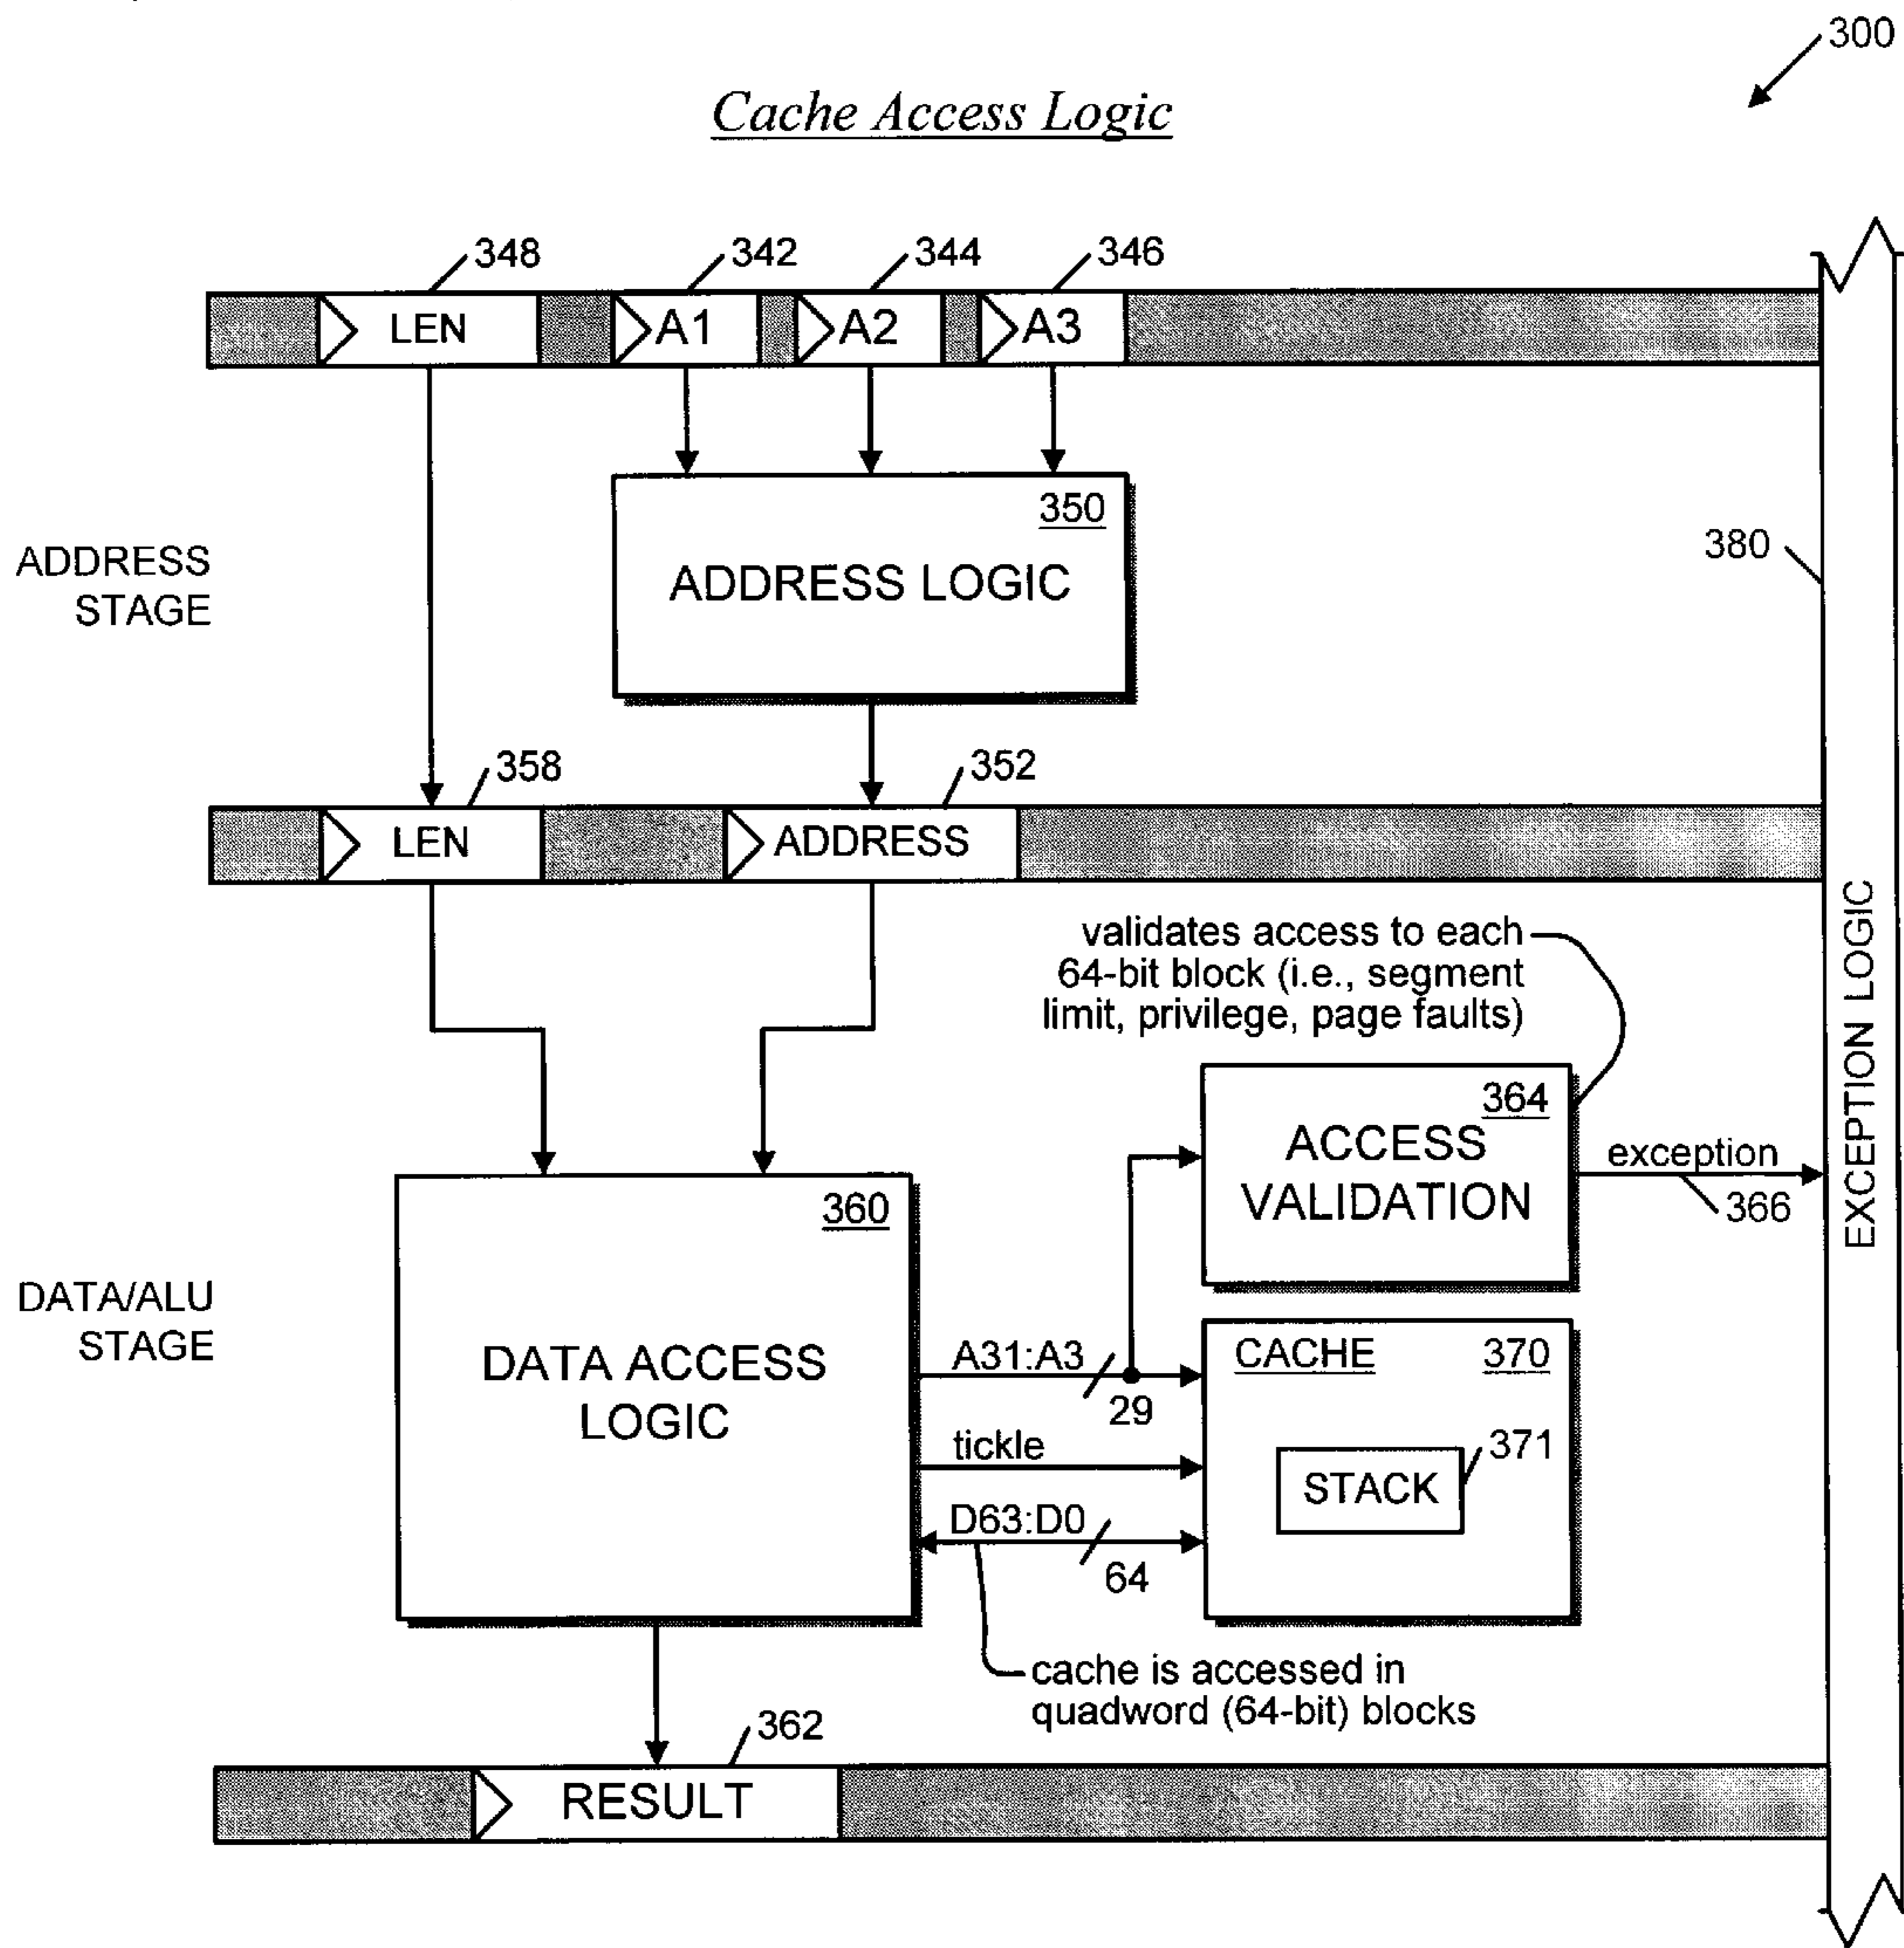 300
Cache Access Logic
348
342
344
346
LEN
A1
A2
A3
350
ADDRESS LOGIC
ADDRESS
STAGE
380
358
352
LEN
ADDRESS
validates access to each
64-bit block (i.e., segment
limit, privilege, page faults)
EXCEPTION LOGIC
364
ACCESS
VALIDATION
exception
366
360
DATA ACCESS
LOGIC
DATA/ALU
STAGE
A31:A3
29
CACHE
370
tickle
371
STACK
D63:D0
64
cache is accessed in
quadword (64-bit) blocks
362
RESULT